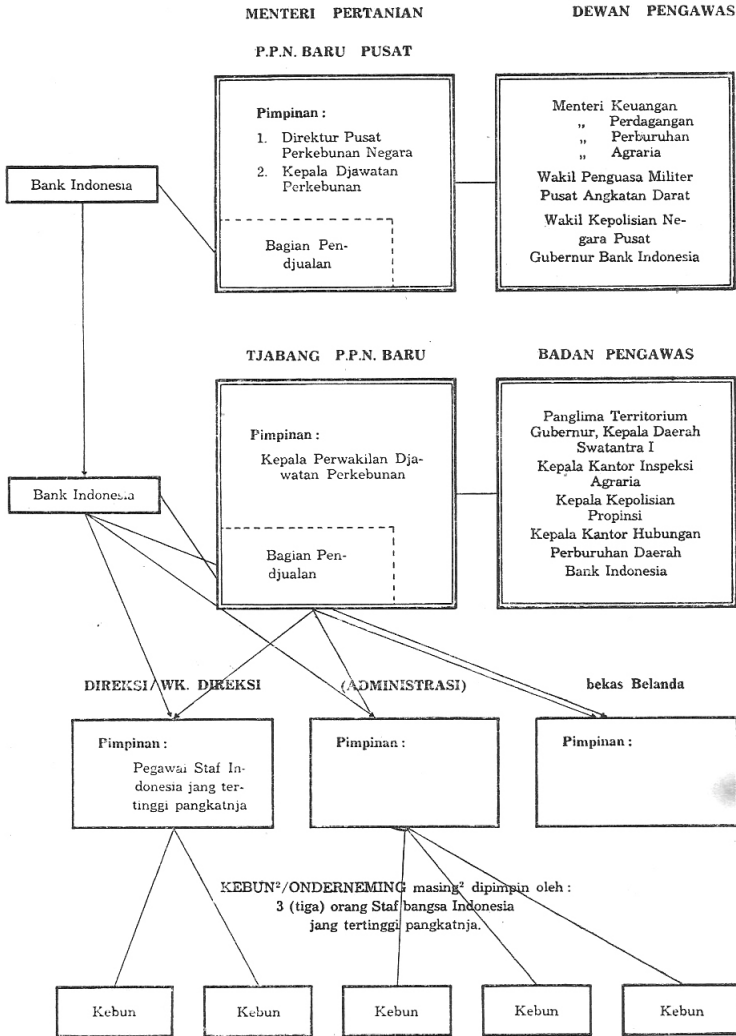 MENTERI PERTANIAN
DEWAN PENGAWAS
P.P.N. BARU PUSAT
Pimpinan :
1. Direktur Pusat
Perkebunan Negara
2. Kepala Djawatan
Perkebunan
Bagian Pen-
djualan
Menteri Keuangan
„ Perdagangan
„ Perburuhan
„ Agraria
Wakil Penguasa Militer
Pusat Angkatan Darat
Wakil Kepolisian Ne-
gara Pusat
Gubernur Bank Indonesia
Bank Indonesia
TJABANG P.P.N. BARU
BADAN PENGAWAS
Pimpinan :
Kepala Perwakilan Dja-
watan Perkebunan
Bagian Pen-
djualan
Panglima Territorium
Gubernur, Kepala Daerah
Swatantra I
Kepala Kantor Inspeksi
Agraria
Kepala Kepolisian
Propinsi
Kepala Kantor Hubungan
Perburuhan Daerah
Bank Indonesia
Bank Indonesia
DIREKSI/WK. DIREKSI
(ADMINISTRASI)
bekas Belanda
Pimpinan :
Pegawai Staf In-
donesia jang ter-
tinggi pangkatnja
Pimpinan :
Pimpinan :
KEBUN²/ONDERNEMING masing² dipimpin oleh :
3 (tiga) orang Staf bangsa Indonesia
jang tertinggi pangkatnja.
Kebun
Kebun
Kebun
Kebun
Kebun